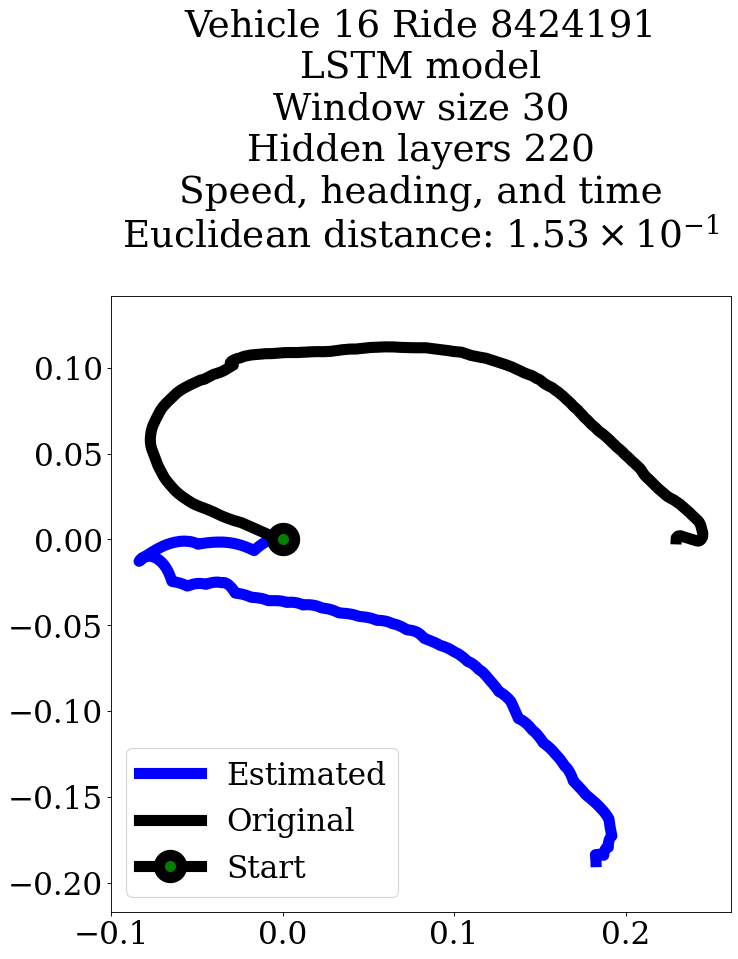 Vehicle 16 Ride 8424191
LSTM model
Window size 30
Hidden layers 220
Speed, heading, and time
Euclidean distance: 1.53 × 10⁻¹
0.10
0.05
0.00
−0.05
−0.10
−0.15
−0.20
Estimated
Original
Start
−0.1 0.0 0.1 0.2